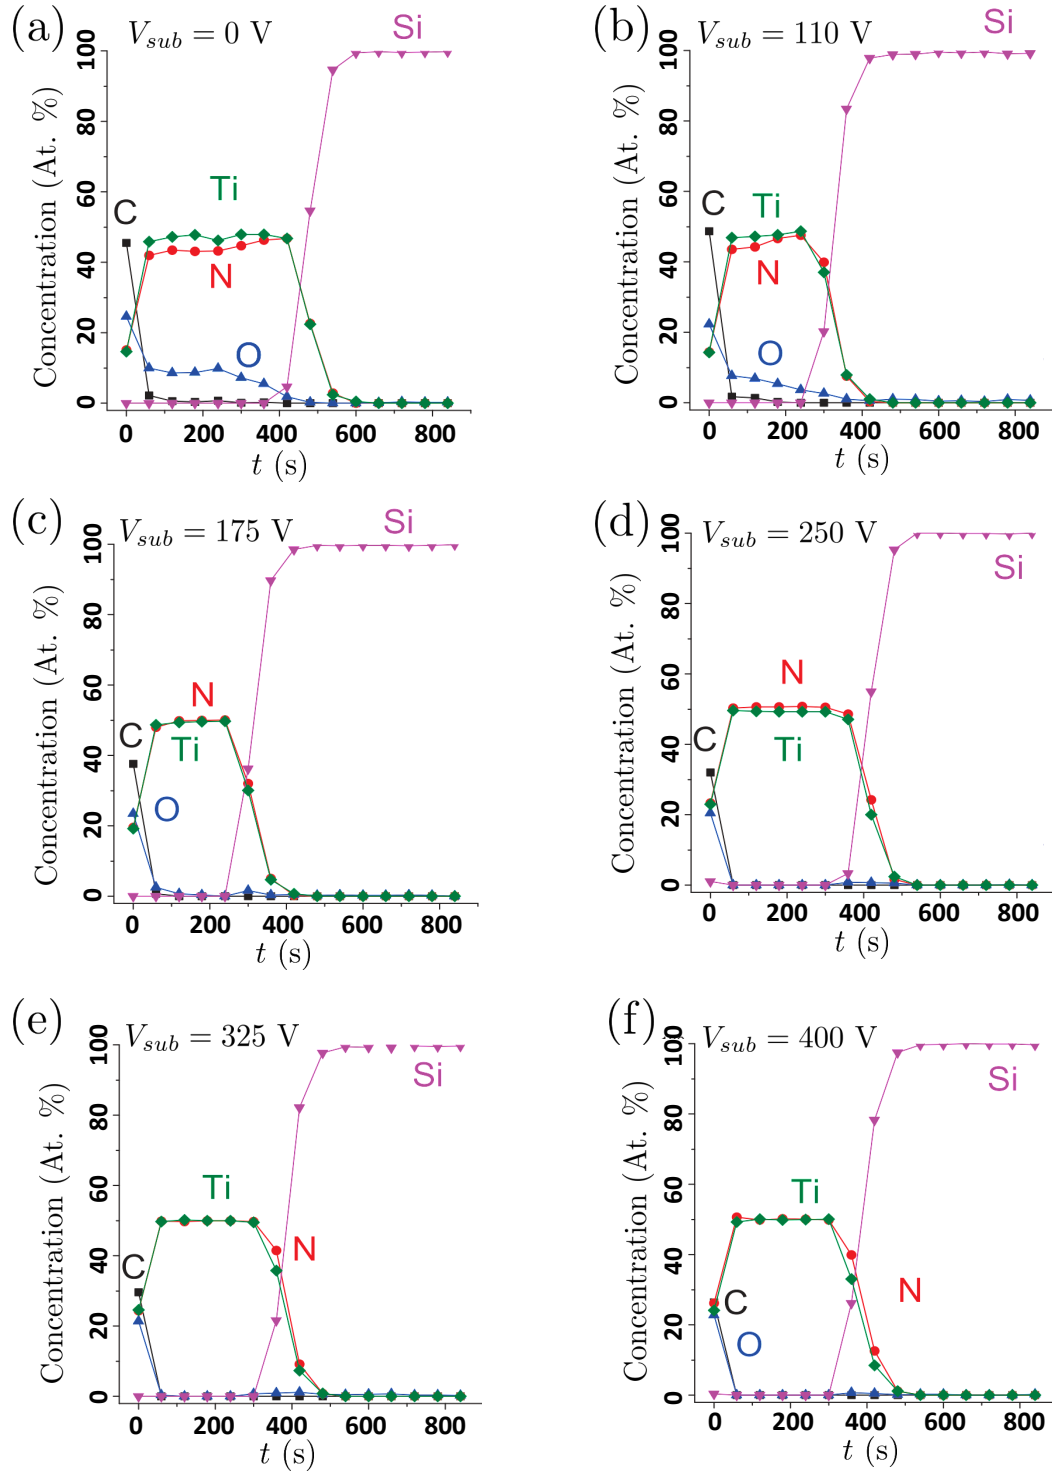 (a) V_sub = 0 V
Si
100
80
60
40
20
0
Concentration (At. %)
C
Ti
N
O
0 200 400 600 800
t (s)
(b) V_sub = 110 V
Si
100
80
60
40
20
0
Concentration (At. %)
C
Ti
N
O
0 200 400 600 800
t (s)
(c) V_sub = 175 V
Si
100
80
60
40
20
0
Concentration (At. %)
N
C
Ti
O
0 200 400 600 800
t (s)
(d) V_sub = 250 V
Si
100
80
60
40
20
0
Concentration (At. %)
N
C
Ti
0 200 400 600 800
t (s)
(e) V_sub = 325 V
Si
100
80
60
40
20
0
Concentration (At. %)
Ti
N
C
0 200 400 600 800
t (s)
(f) V_sub = 400 V
Si
100
80
60
40
20
0
Concentration (At. %)
Ti
N
C
O
0 200 400 600 800
t (s)